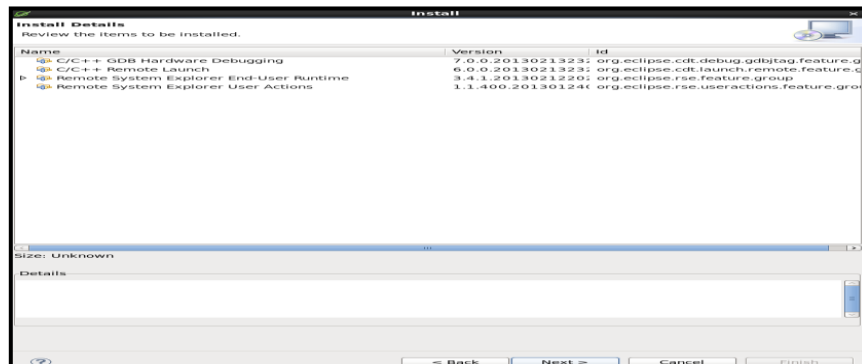 Install
Install Details
Review the items to be installed.
Name Version Id
C/C++ GDB Hardware Debugging 7.0.0.2013021323 org.eclipse.cdt.debug.gdbjtag.feature.g
C/C++ Remote Launch 6.0.0.2013021323 org.eclipse.cdt.launch.remote.feature.g
Remote System Explorer End-User Runtime 3.4.1.20130212202 org.eclipse.rse.feature.group
Remote System Explorer User Actions 1.1.400.20130124 org.eclipse.rse.useractions.feature.gro
Size: Unknown
Details
< Back Next > Cancel Finish